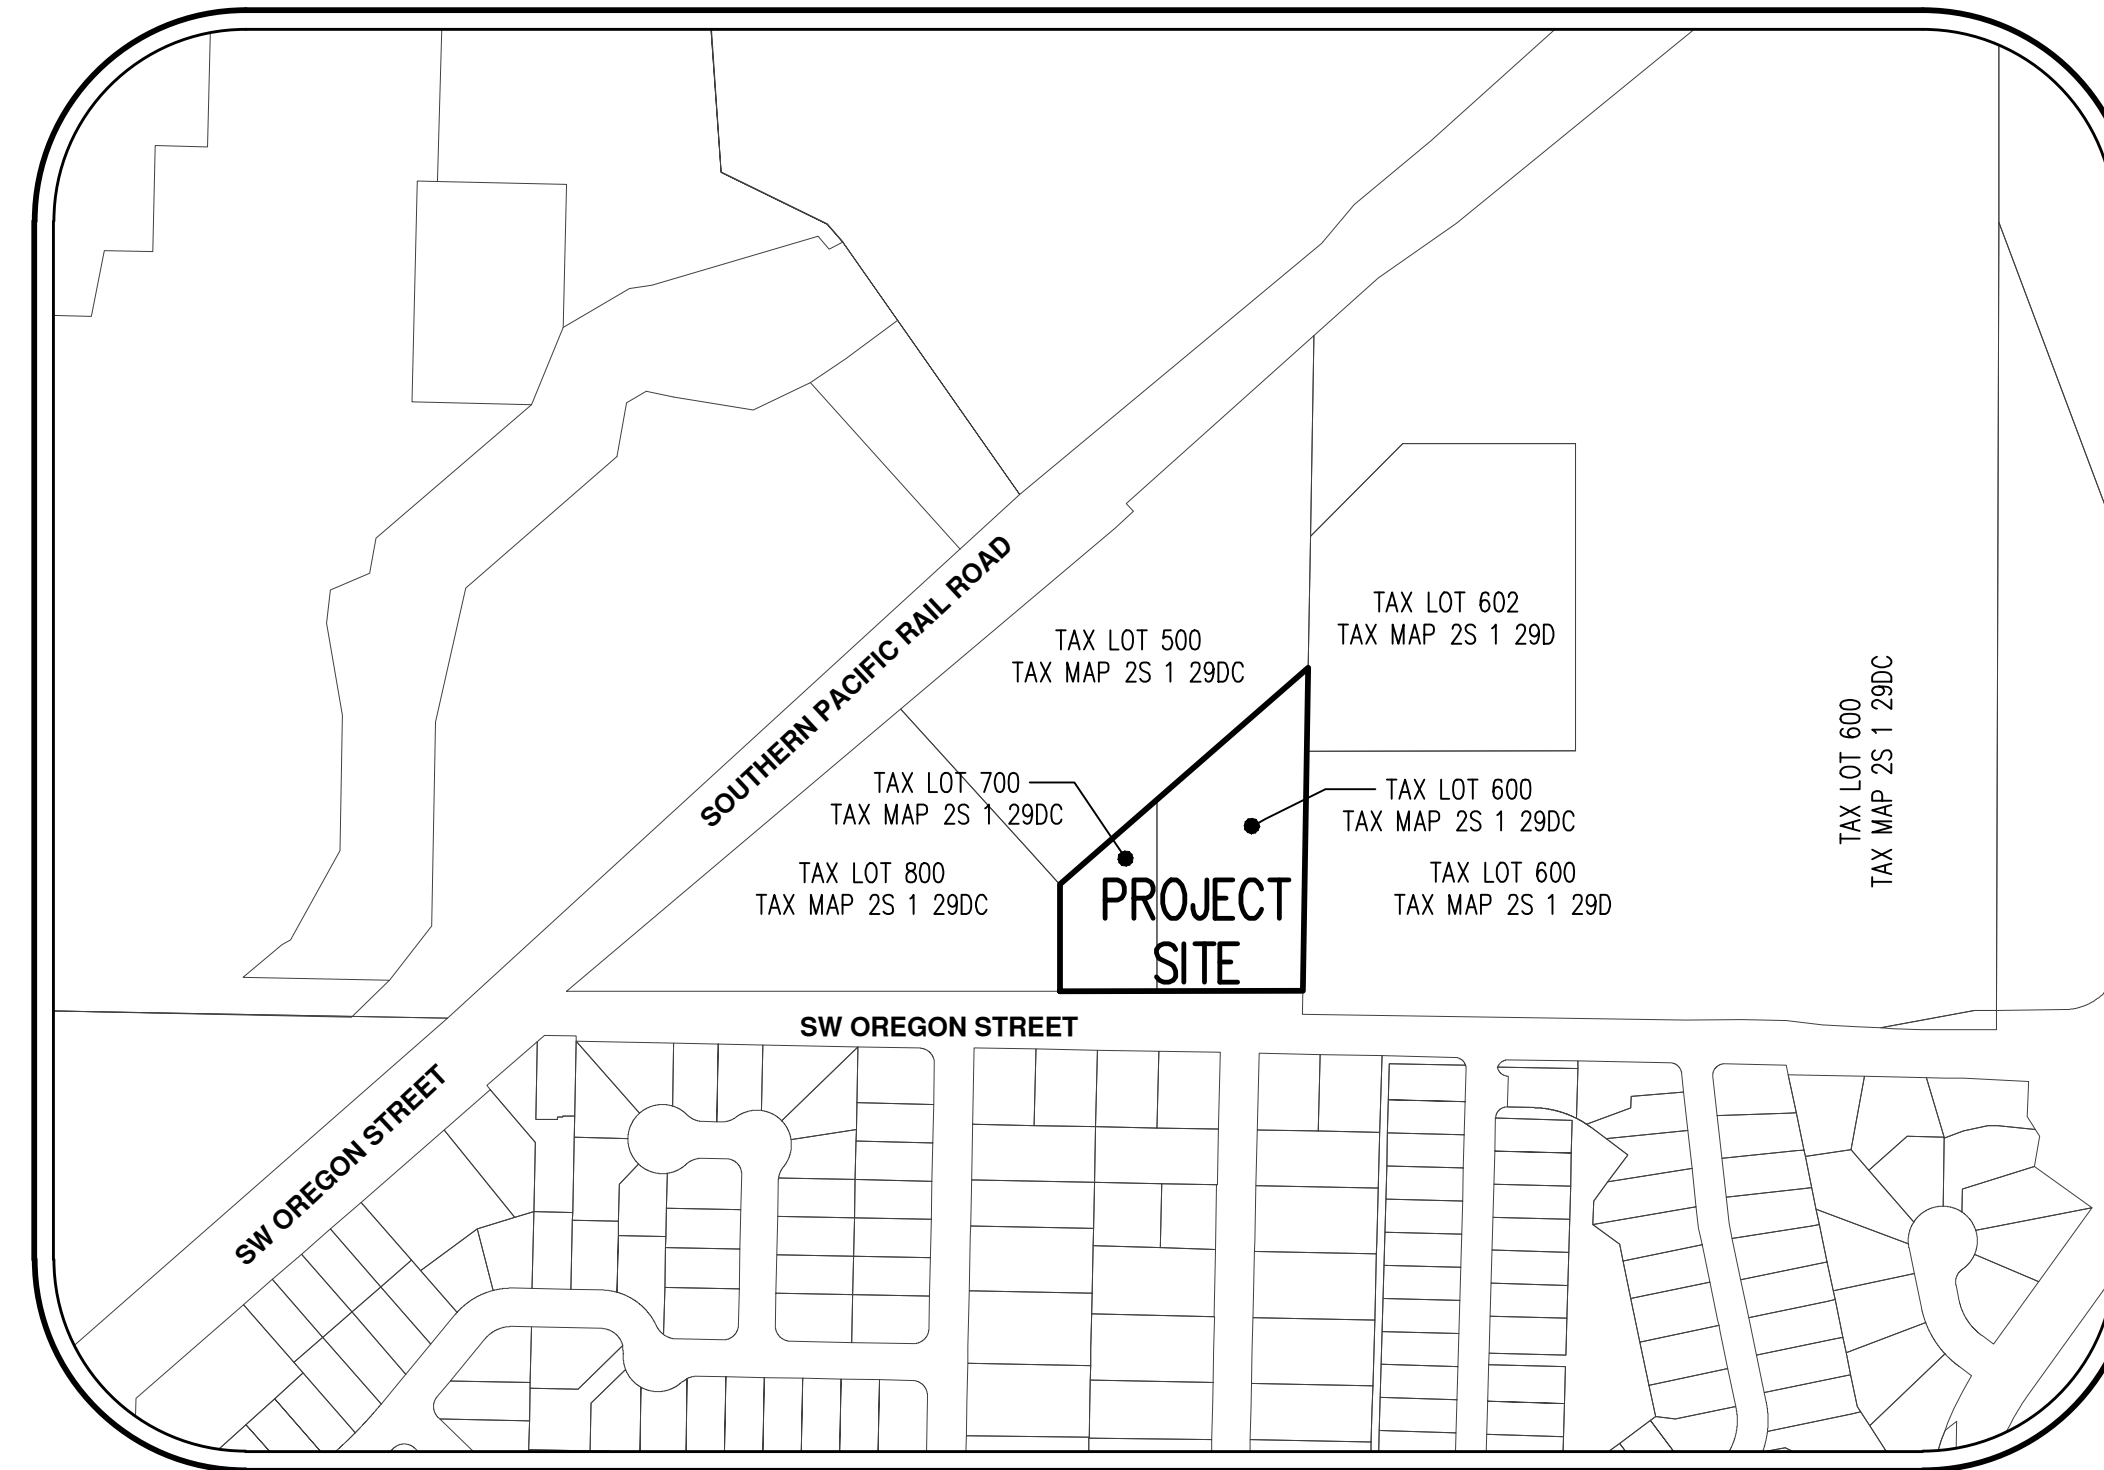 TAX LOT 602
TAX MAP 2S 1 29D
TAX LOT 500
TAX MAP 2S 1 29DC
SOUTHERN PACIFIC RAIL ROAD
TAX LOT 600
TAX MAP 2S 1 29DC
TAX LOT 700
TAX MAP 2S 1 29DC
TAX LOT 600
TAX MAP 2S 1 29DC
TAX LOT 800
TAX MAP 2S 1 29DC
PROJECT
SITE
TAX LOT 600
TAX MAP 2S 1 29D
SW OREGON STREET
SW OREGON STREET